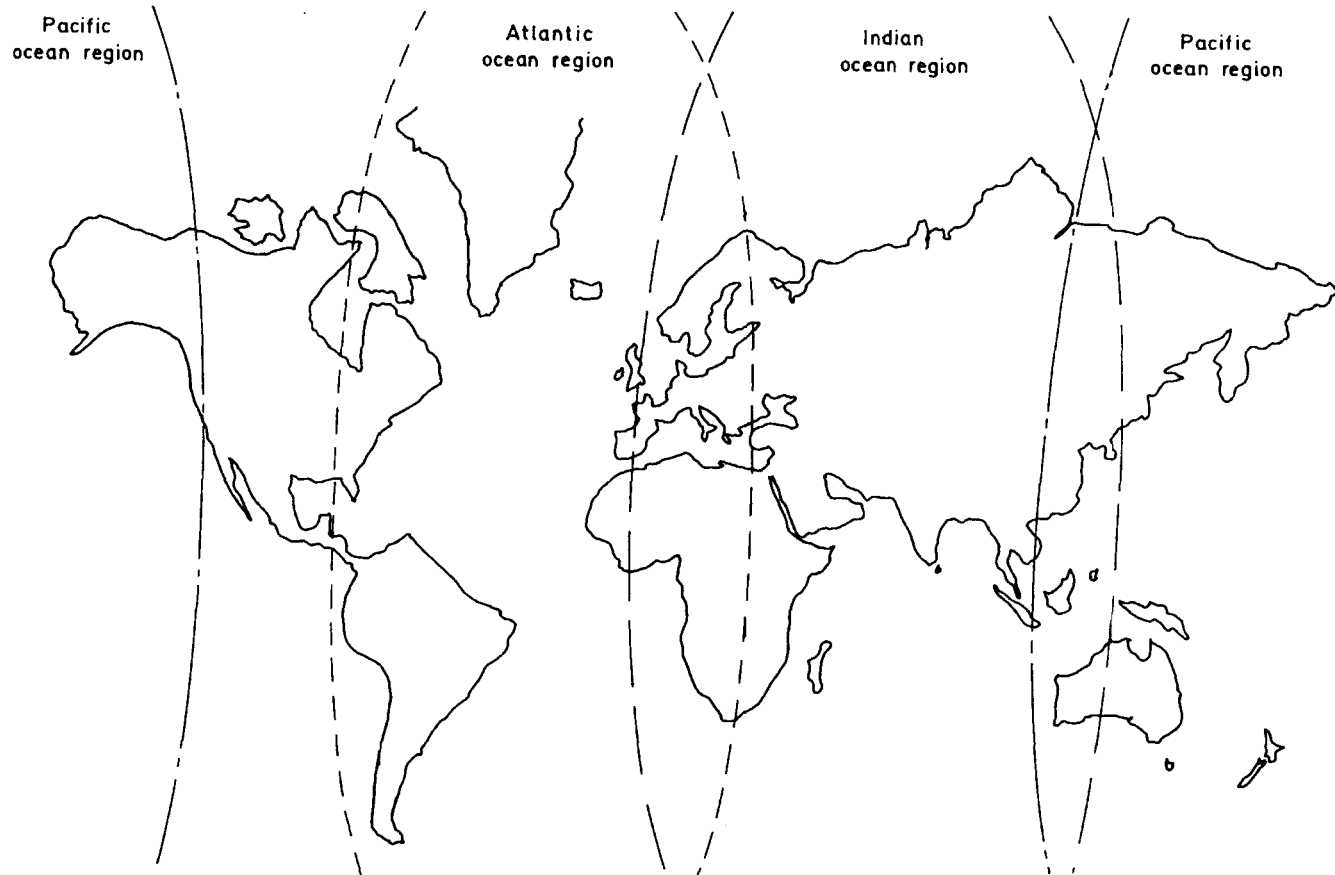 Pacific
ocean region
Atlantic
ocean region
Indian
ocean region
Pacific
ocean region